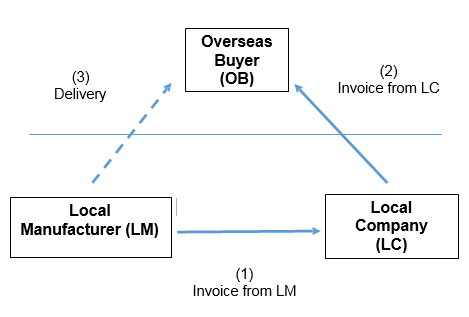 Overseas
Buyer
(OB)
(3)
Delivery
(2)
Invoice from LC
Local
Manufacturer (LM)
Local
Company
(LC)
(1)
Invoice from LM